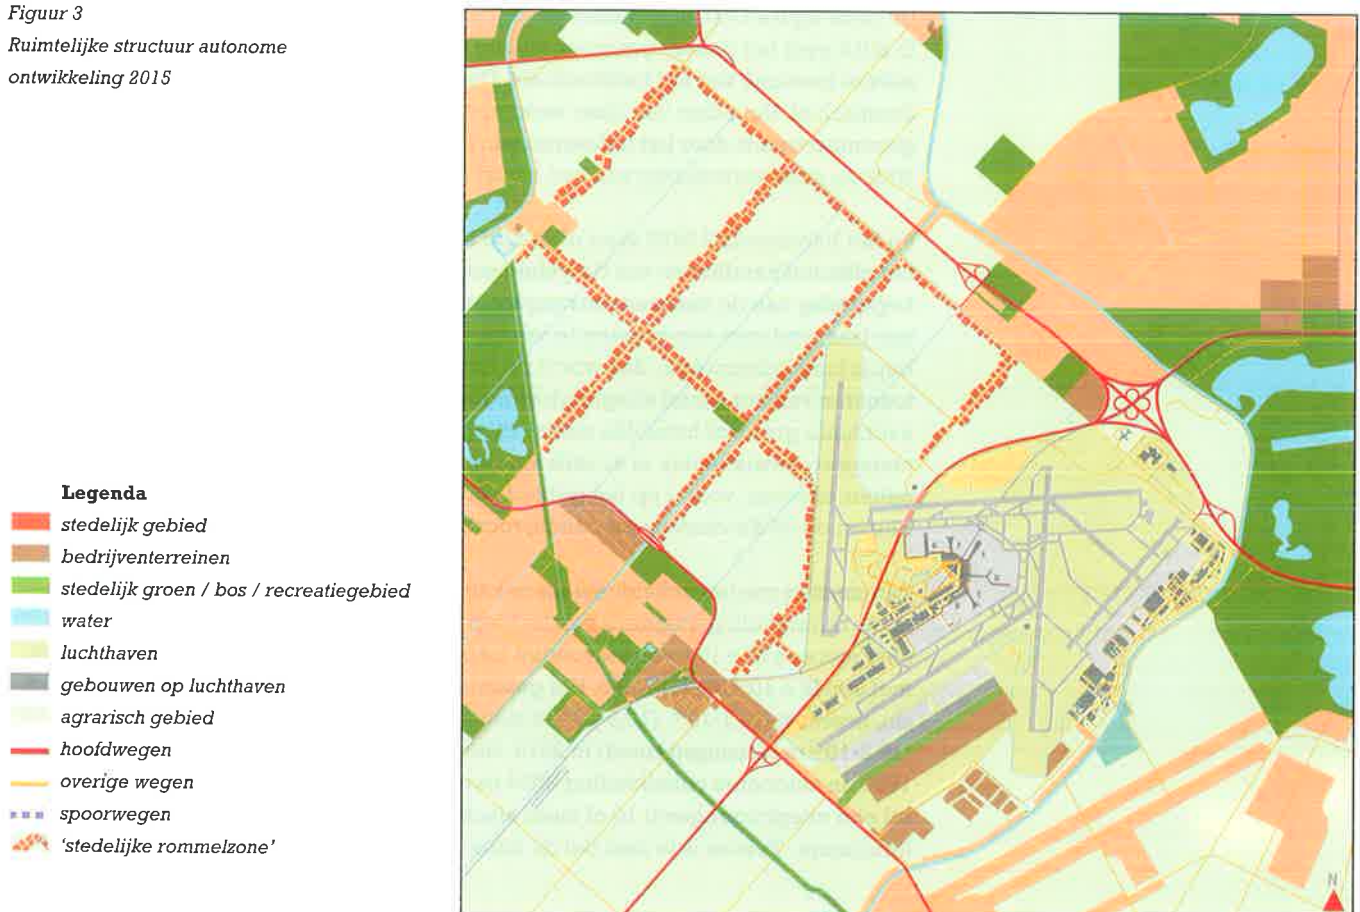 Figuur 3
Ruimtelijke structuur autonome
ontwikkeling 2015
Legenda
stedelijk gebied
bedrijventerreinen
stedelijk groen / bos / recreatiegebied
water
luchthaven
gebouwen op luchthaven
agrarisch gebied
hoofdwegen
overige wegen
spoorwegen
'stedelijke rommelzone'
N